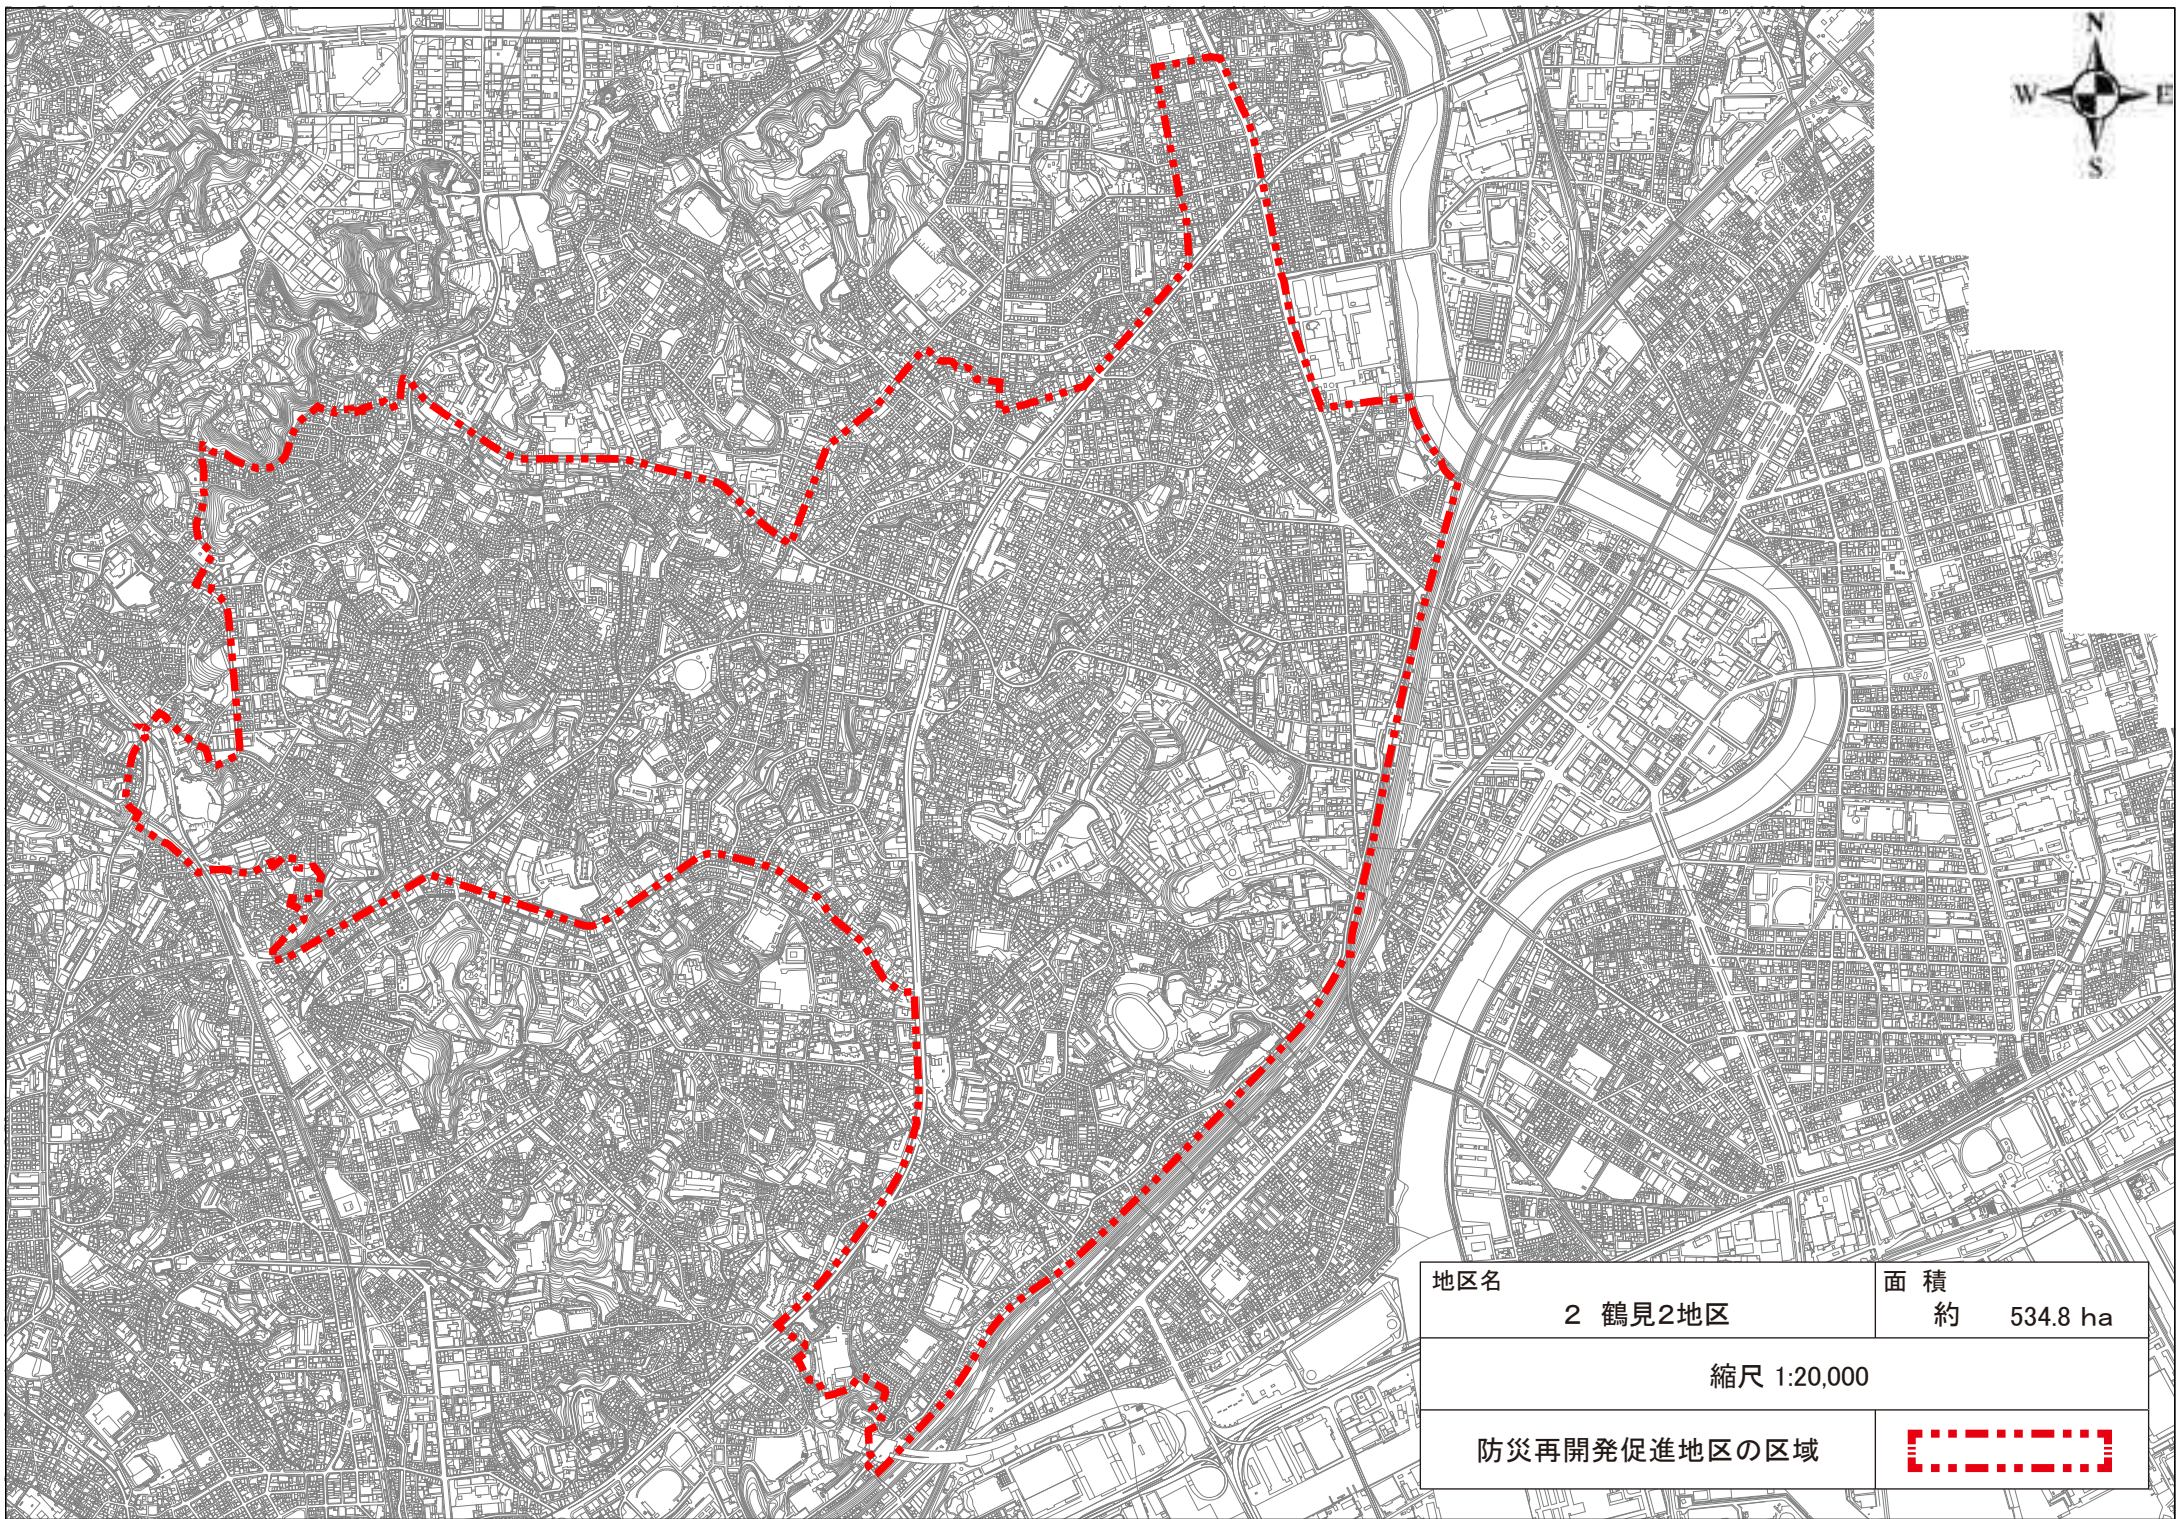 N
W E
S
地区名
2 鶴見2地区
面 積
約 534.8 ha
縮尺 1:20,000
防災再開発促進地区の区域